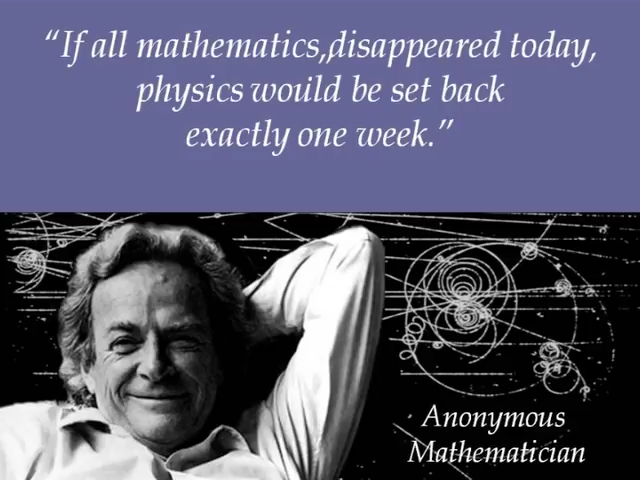 “If all mathematics,disappeared today,
physics would be set back
exactly one week.”
Anonymous
Mathematician